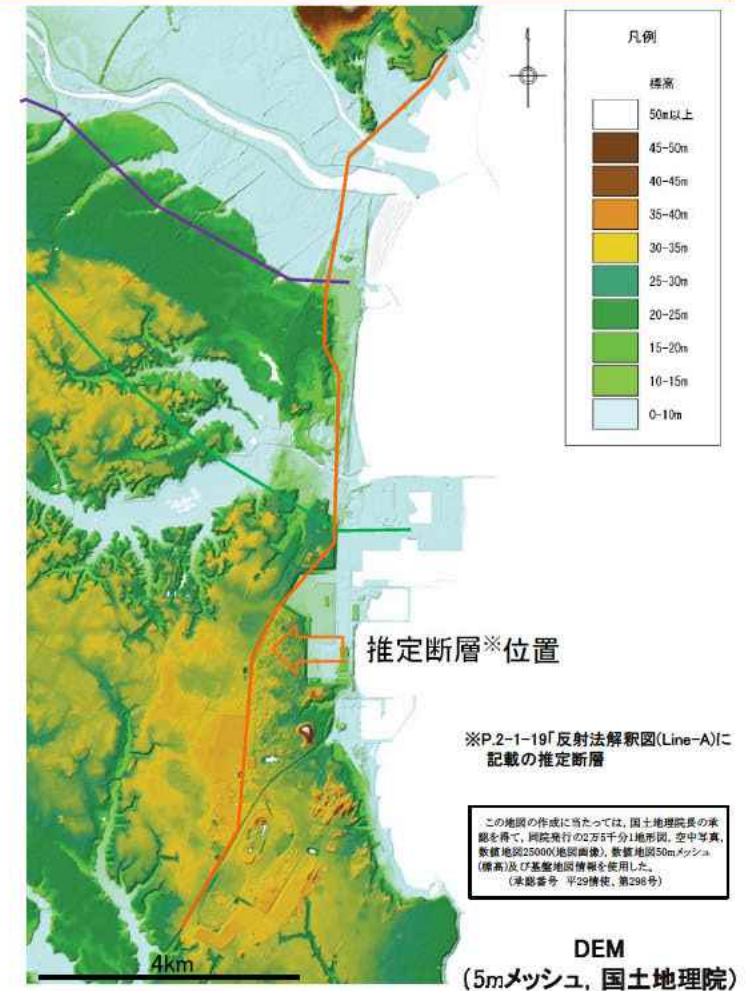 凡例
標高
50m以上
45-50m
40-45m
35-40m
30-35m
25-30m
20-25m
15-20m
10-15m
0-10m
推定断層※位置
※P.2-1-19「反射法解釈図(Line-A)に
記載の推定断層
この地図の作成に当たっては，国土地理院長の承
認を得て，同院発行の2万5千分1地形図，空中写真，
数値地図25000(地図画像)，数値地図50mメッシュ
(標高)及び基盤地図情報を使用した。
(承認番号 平29情使，第298号)
4km
DEM
(5mメッシュ，国土地理院)